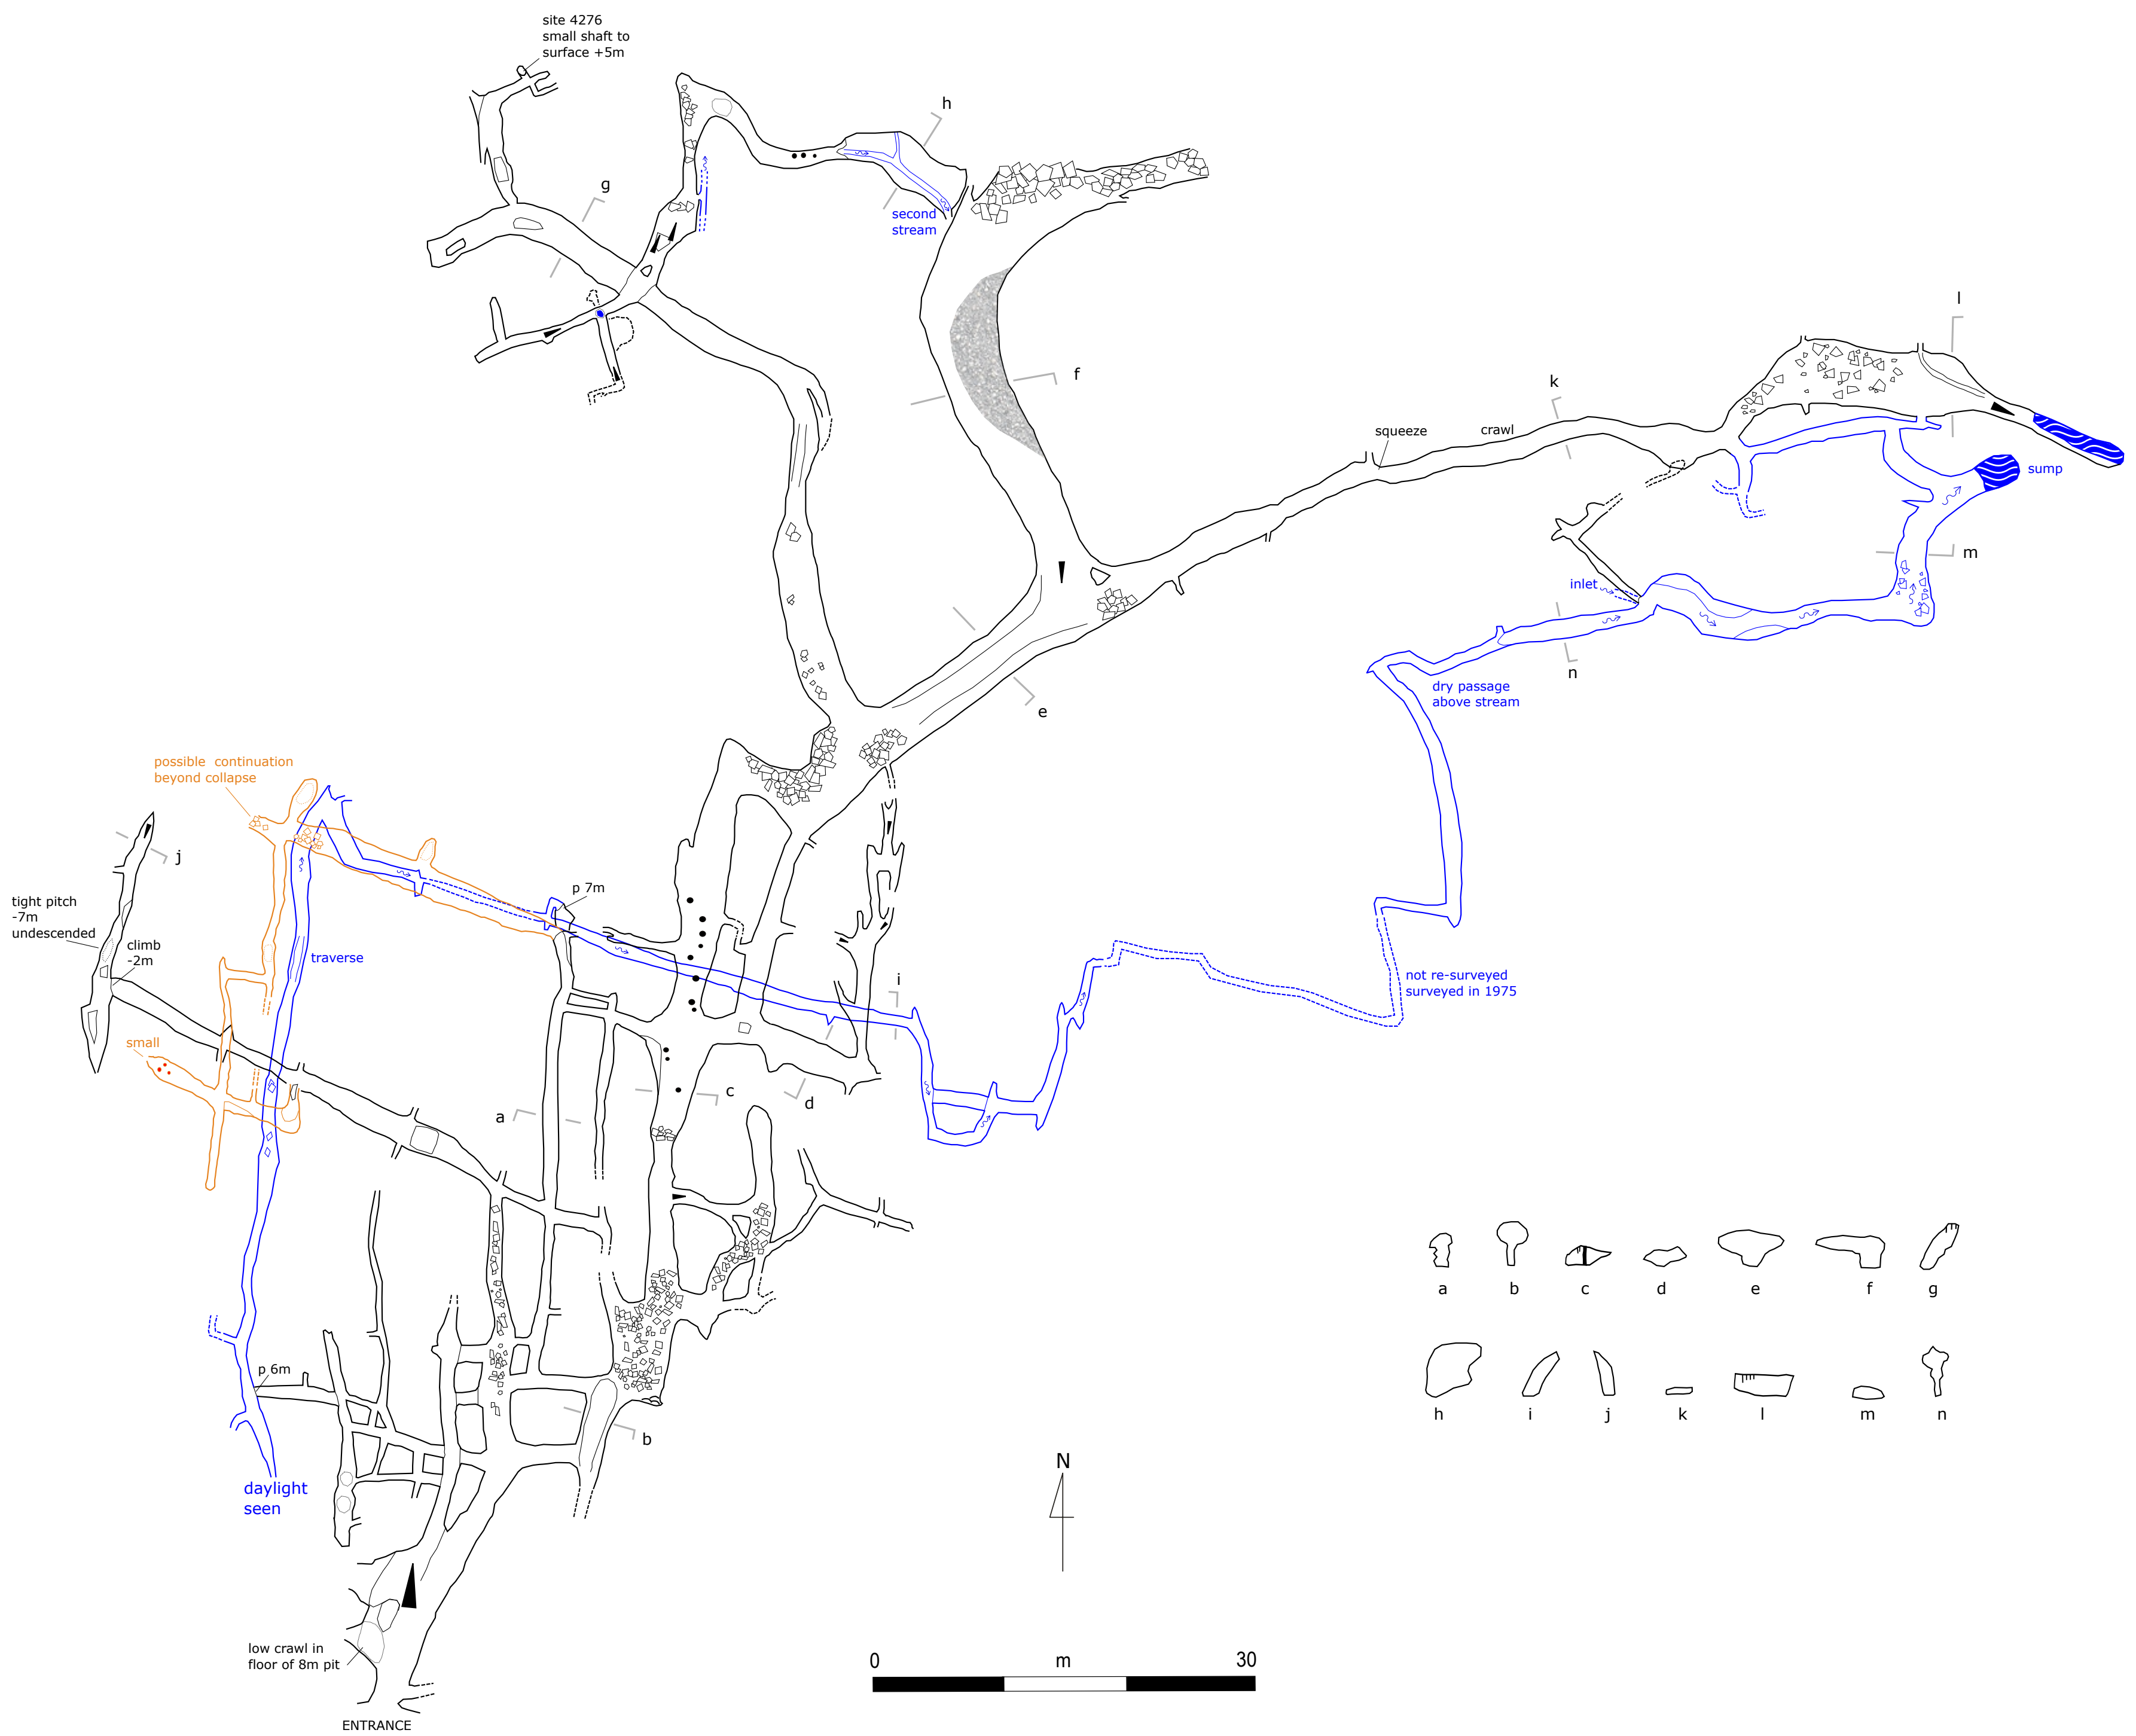 site 4276
small shaft to
surface +5m
h
g
second
stream
l
f
k
squeeze
crawl
sump
m
inlet
n
dry passage
above stream
e
possible  continuation
beyond collapse
j
p 7m
tight pitch
-7m
undescended
climb
-2m
traverse
i
not re-surveyed
surveyed in 1975
small
a
c
d
a
b
c
d
e
f
g
h
i
j
k
l
m
n
p 6m
b
daylight
seen
N
low crawl in
floor of 8m pit
0
m
30
ENTRANCE